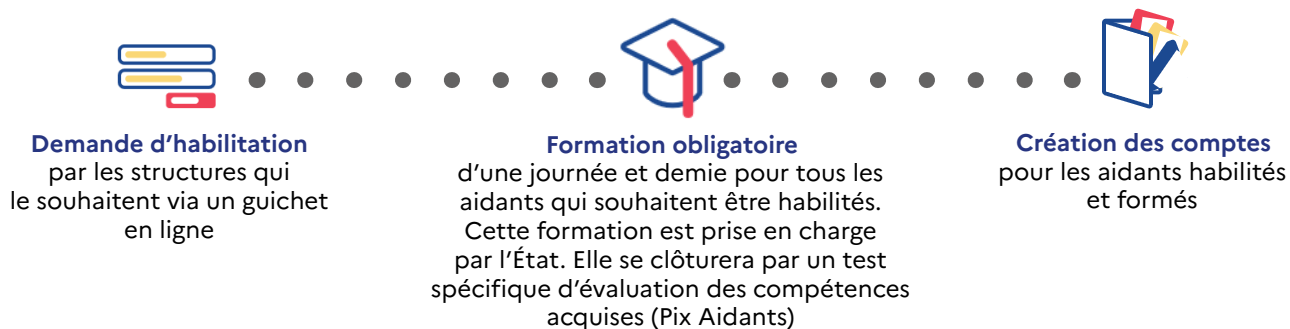 Demande d'habilitation
par les structures qui
le souhaitent via un guichet
en ligne
Formation obligatoire
d'une journée et demie pour tous les
aidants qui souhaitent être habilités.
Cette formation est prise en charge
par l'État. Elle se clôturera par un test
spécifique d'évaluation des compétences
acquises (Pix Aidants)
Création des comptes
pour les aidants habilités
et formés